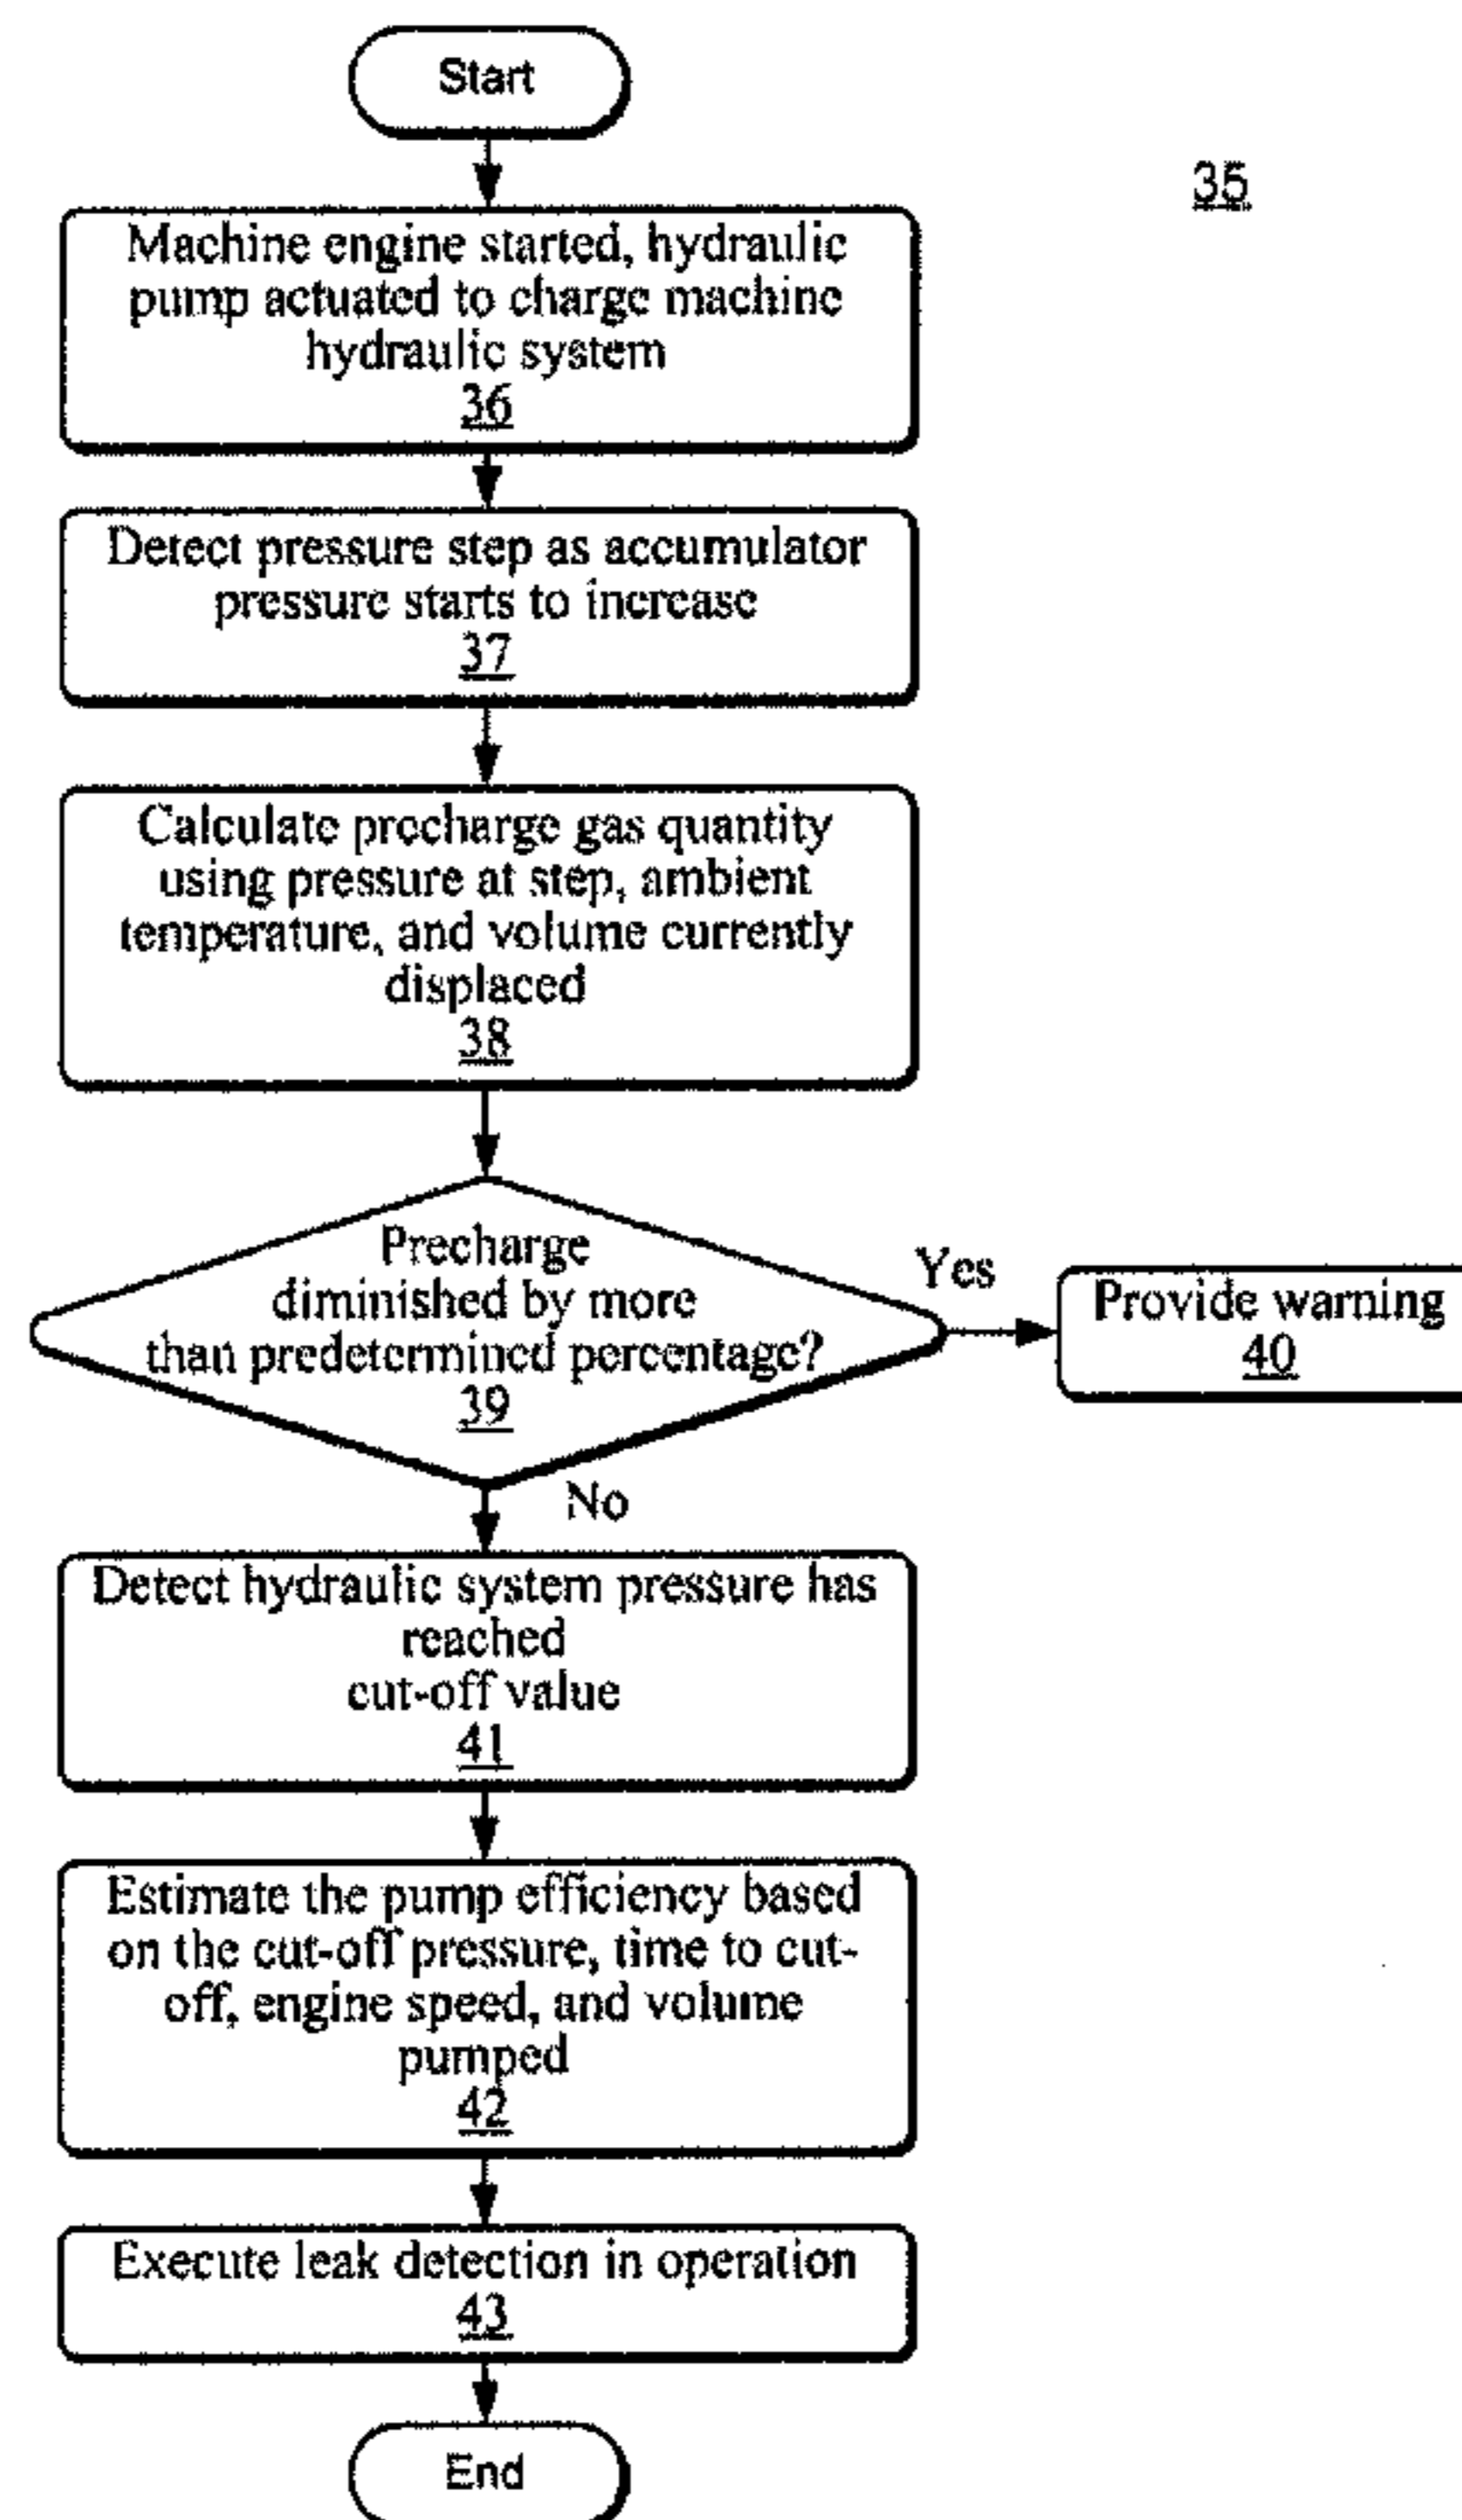 Start
35
Machine engine started, hydraulic
pump actuated to charge machine
hydraulic system
36
Detect pressure step as accumulator
pressure starts to increase
37
Calculate precharge gas quantity
using pressure at step, ambient
temperature, and volume currently
displaced
38
Precharge
diminished by more
than predetermined percentage?
39
Yes
Provide warning
40
No
Detect hydraulic system pressure has
reached
cut-off value
41
Estimate the pump efficiency based
on the cut-off pressure, time to cut-
off, engine speed, and volume
pumped
42
Execute leak detection in operation
43
End